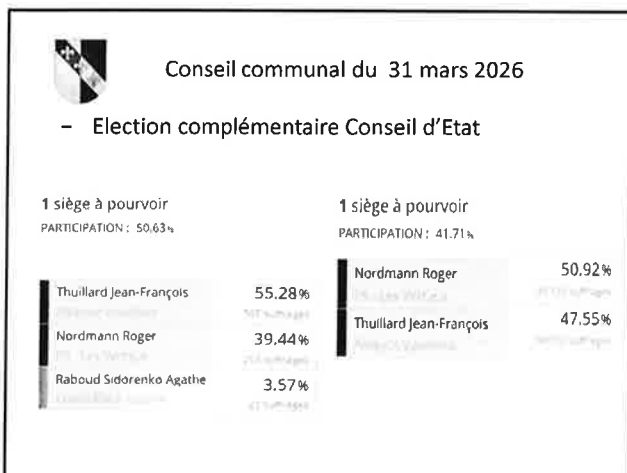 Conseil communal du 31 mars 2026
– Election complémentaire Conseil d'Etat
1 siège à pourvoir
PARTICIPATION : 50.63%
Thuillard Jean-François 55.28%
Nordmann Roger 39.44%
Raboud Sidorenko Agathe 3.57%
1 siège à pourvoir
PARTICIPATION : 41.71%
Nordmann Roger 50.92%
Thuillard Jean-François 47.55%